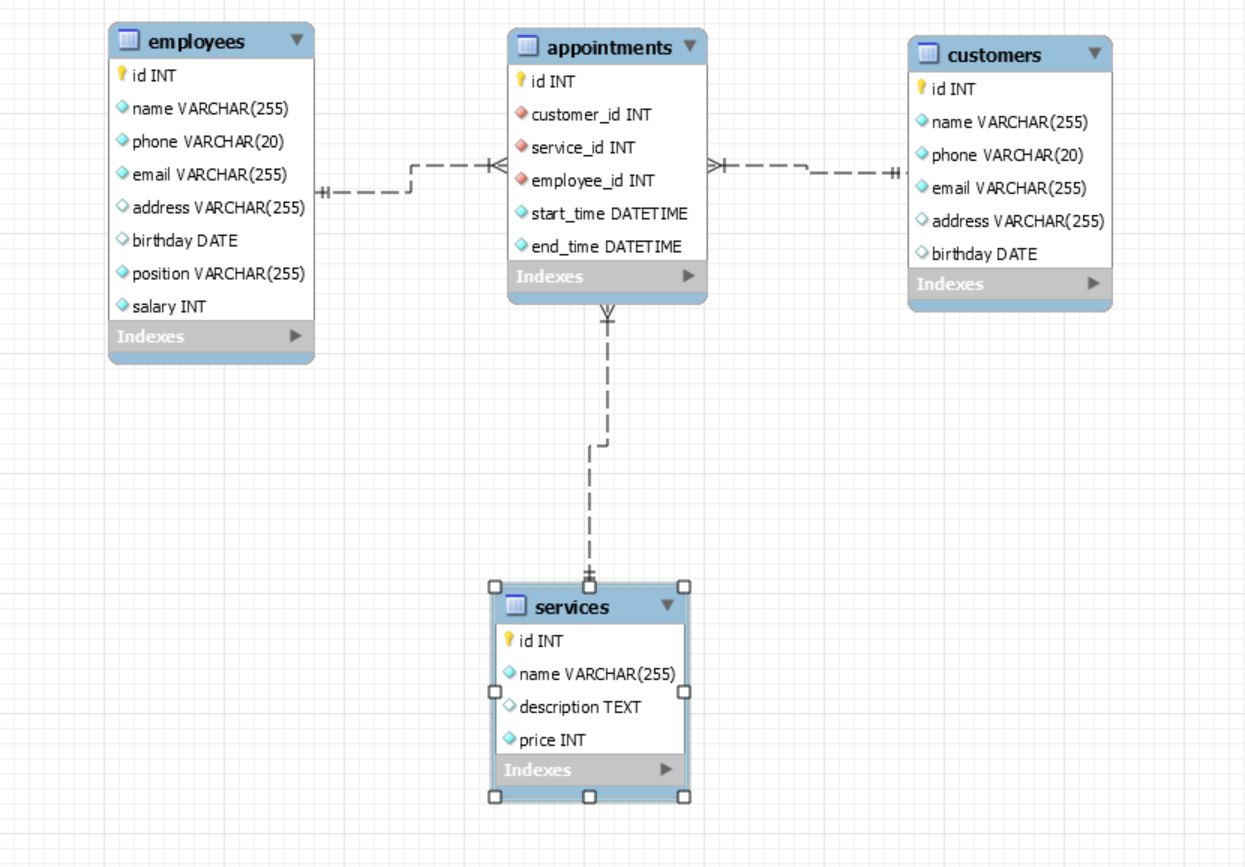 employees
id INT
name VARCHAR(255)
phone VARCHAR(20)
email VARCHAR(255)
address VARCHAR(255)
birthday DATE
position VARCHAR(255)
salary INT
Indexes
appointments
id INT
customer_id INT
service_id INT
employee_id INT
start_time DATETIME
end_time DATETIME
Indexes
customers
id INT
name VARCHAR(255)
phone VARCHAR(20)
email VARCHAR(255)
address VARCHAR(255)
birthday DATE
Indexes
services
id INT
name VARCHAR(255)
description TEXT
price INT
Indexes